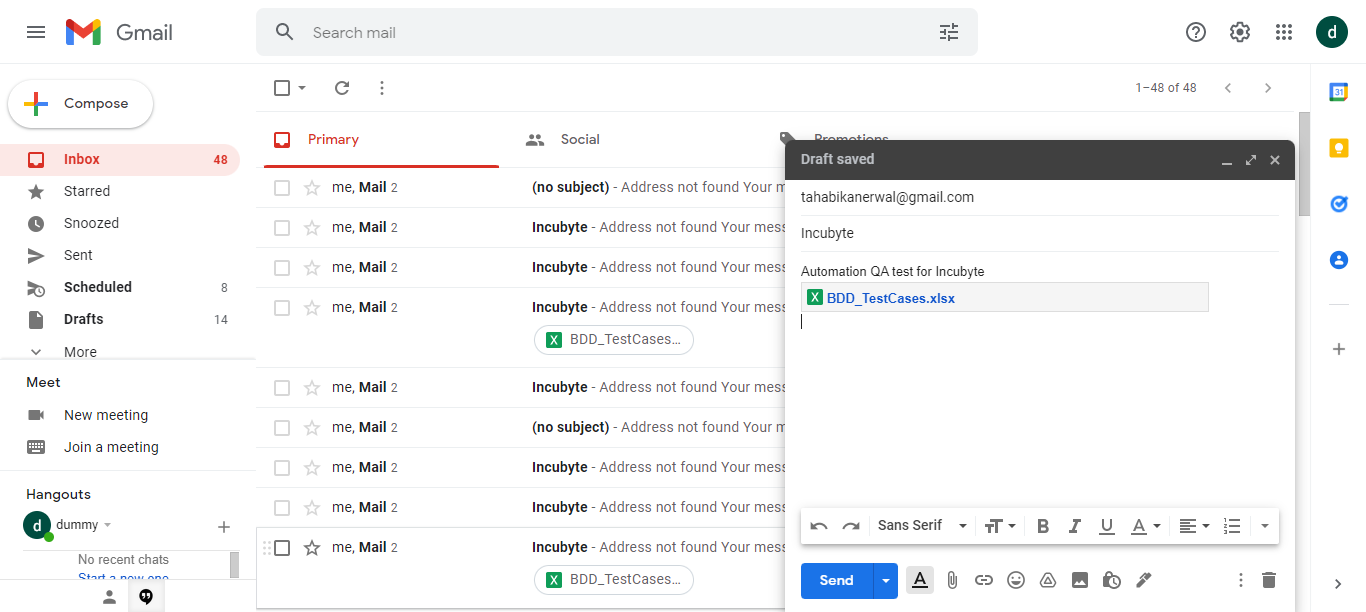 Gmail
Search mail
d
Compose
1–48 of 48
31
Inbox 48
Starred
Snoozed
Sent
Scheduled 8
Drafts 14
More
Meet
New meeting
Join a meeting
Hangouts
d dummy
No recent chats
Start a new one
Primary
Social
Promotions
me, Mail 2 (no subject) - Address not found Your m
me, Mail 2 Incubyte - Address not found Your mess
me, Mail 2 Incubyte - Address not found Your mess
me, Mail 2 Incubyte - Address not found Your mess
X BDD_TestCases...
me, Mail 2 Incubyte - Address not found Your mess
me, Mail 2 (no subject) - Address not found Your m
me, Mail 2 Incubyte - Address not found Your mess
me, Mail 2 Incubyte - Address not found Your mess
me, Mail 2 Incubyte - Address not found Your mess
X BDD_TestCases...
Draft saved
tahabikanerwal@gmail.com
Incubyte
Automation QA test for Incubyte
X BDD_TestCases.xlsx
Sans Serif
B I U A
Send A